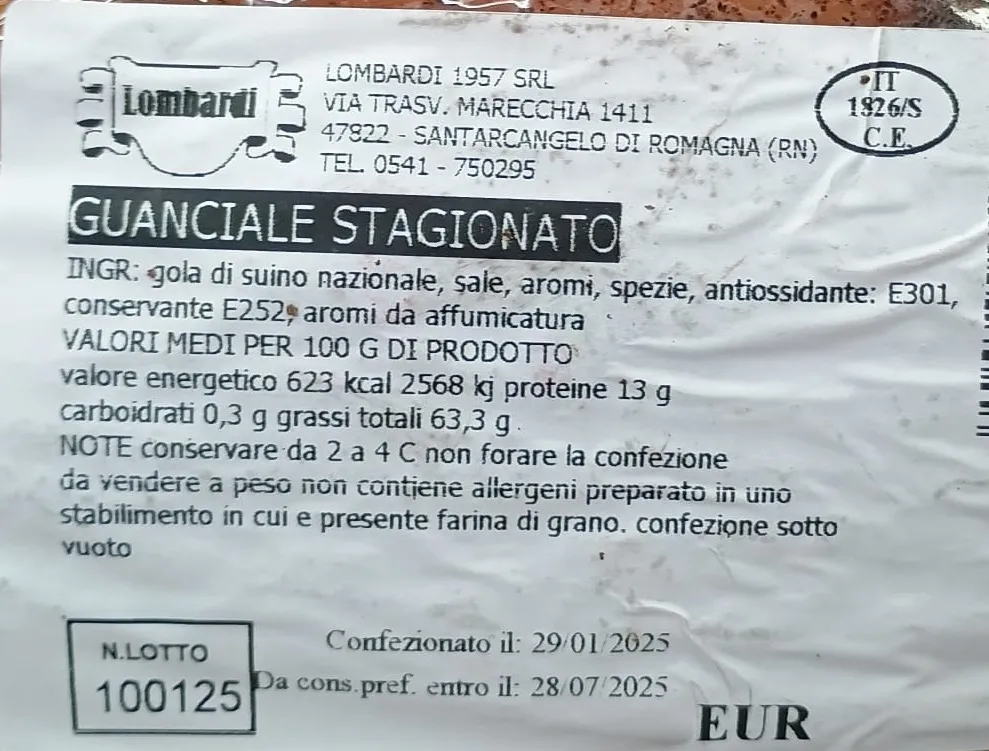 Lombardi
LOMBARDI 1957 SRL
VIA TRASV. MARECCHIA 1411
47822 - SANTARCANGELO DI ROMAGNA (RN)
TEL. 0541 - 750295
IT
1826/S
C.E.
GUANCIALE STAGIONATO
INGR: gola di suino nazionale, sale, aromi, spezie, antiossidante: E301,
conservante E252, aromi da affumicatura
VALORI MEDI PER 100 G DI PRODOTTO
valore energetico 623 kcal 2568 kj proteine 13 g
carboidrati 0,3 g grassi totali 63,3 g
NOTE conservare da 2 a 4 C non forare la confezione
da vendere a peso non contiene allergeni preparato in uno
stabilimento in cui e presente farina di grano. confezione sotto
vuoto
N.LOTTO
100125
Confezionato il: 29/01/2025
Da cons.pref. entro il: 28/07/2025
EUR